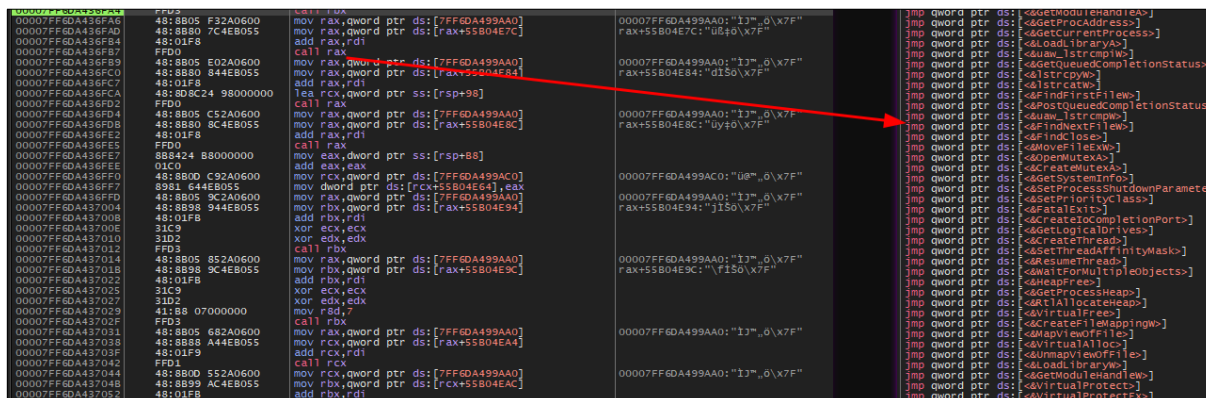 00007FF6DA436FA4 FFD3 call rbx
00007FF6DA436FA6 48:8B05 F32A0600 mov rax,qword ptr ds:[7FF6DA499AA0] 00007FF6DA499AA0:"ÌJ™„ö\x7F"
00007FF6DA436FAD 48:8B80 7C4EB055 mov rax,qword ptr ds:[rax+55B04E7C] rax+55B04E7C:"üß‡ö\x7F"
00007FF6DA436FB4 48:01F8 add rax,rdi
00007FF6DA436FB7 FFD0 call rax
00007FF6DA436FB9 48:8B05 E02A0600 mov rax,qword ptr ds:[7FF6DA499AA0] 00007FF6DA499AA0:"ÌJ™„ö\x7F"
00007FF6DA436FC0 48:8B80 844EB055 mov rax,qword ptr ds:[rax+55B04E84] rax+55B04E84:"dÌŠö\x7F"
00007FF6DA436FC7 48:01F8 add rax,rdi
00007FF6DA436FCA 48:8D8C24 98000000 lea rcx,qword ptr ss:[rsp+98]
00007FF6DA436FD2 FFD0 call rax
00007FF6DA436FD4 48:8B05 C52A0600 mov rax,qword ptr ds:[7FF6DA499AA0] 00007FF6DA499AA0:"ÌJ™„ö\x7F"
00007FF6DA436FDB 48:8B80 8C4EB055 mov rax,qword ptr ds:[rax+55B04E8C] rax+55B04E8C:"üy‡ö\x7F"
00007FF6DA436FE2 48:01F8 add rax,rdi
00007FF6DA436FE5 FFD0 call rax
00007FF6DA436FE7 8B8424 B8000000 mov eax,dword ptr ss:[rsp+B8]
00007FF6DA436FEE 01C0 add eax,eax
00007FF6DA436FF0 48:8B0D C92A0600 mov rcx,qword ptr ds:[7FF6DA499AC0] 00007FF6DA499AC0:"ü@™„ö\x7F"
00007FF6DA436FF7 8981 644EB055 mov dword ptr ds:[rcx+55B04E64],eax
00007FF6DA436FFD 48:8B05 9C2A0600 mov rax,qword ptr ds:[7FF6DA499AA0] 00007FF6DA499AA0:"ÌJ™„ö\x7F"
00007FF6DA437004 48:8B98 944EB055 mov rbx,qword ptr ds:[rax+55B04E94] rax+55B04E94:"jÌŠö\x7F"
00007FF6DA43700B 48:01FB add rbx,rdi
00007FF6DA43700E 31C9 xor ecx,ecx
00007FF6DA437010 31D2 xor edx,edx
00007FF6DA437012 FFD3 call rbx
00007FF6DA437014 48:8B05 852A0600 mov rax,qword ptr ds:[7FF6DA499AA0] 00007FF6DA499AA0:"ÌJ™„ö\x7F"
00007FF6DA43701B 48:8B98 9C4EB055 mov rbx,qword ptr ds:[rax+55B04E9C] rax+55B04E9C:"\fÌŠö\x7F"
00007FF6DA437022 48:01FB add rbx,rdi
00007FF6DA437025 31C9 xor ecx,ecx
00007FF6DA437027 31D2 xor edx,edx
00007FF6DA437029 41:B8 07000000 mov r8d,7
00007FF6DA43702F FFD3 call rbx
00007FF6DA437031 48:8B05 682A0600 mov rax,qword ptr ds:[7FF6DA499AA0] 00007FF6DA499AA0:"ÌJ™„ö\x7F"
00007FF6DA437038 48:8B88 A44EB055 mov rcx,qword ptr ds:[rax+55B04EA4]
00007FF6DA43703F 48:01F9 add rcx,rdi
00007FF6DA437042 FFD1 call rcx
00007FF6DA437044 48:8B0D 552A0600 mov rcx,qword ptr ds:[7FF6DA499AA0] 00007FF6DA499AA0:"ÌJ™„ö\x7F"
00007FF6DA43704B 48:8B99 AC4EB055 mov rbx,qword ptr ds:[rcx+55B04EAC]
00007FF6DA437052 48:01FB add rbx,rdi
jmp qword ptr ds:[<&GetModuleHandleA>]
jmp qword ptr ds:[<&GetProcAddress>]
jmp qword ptr ds:[<&GetCurrentProcess>]
jmp qword ptr ds:[<&LoadLibraryA>]
jmp qword ptr ds:[<&uaw_lstrcmpiW>]
jmp qword ptr ds:[<&GetQueuedCompletionStatus>
jmp qword ptr ds:[<&lstrcpyW>]
jmp qword ptr ds:[<&lstrcatW>]
jmp qword ptr ds:[<&FindFirstFileW>]
jmp qword ptr ds:[<&PostQueuedCompletionStatus
jmp qword ptr ds:[<&uaw_lstrcmpW>]
jmp qword ptr ds:[<&FindNextFileW>]
jmp qword ptr ds:[<&FindClose>]
jmp qword ptr ds:[<&MoveFileExW>]
jmp qword ptr ds:[<&OpenMutexA>]
jmp qword ptr ds:[<&CreateMutexA>]
jmp qword ptr ds:[<&GetSystemInfo>]
jmp qword ptr ds:[<&SetProcessShutdownParamete
jmp qword ptr ds:[<&SetPriorityClass>]
jmp qword ptr ds:[<&FatalExit>]
jmp qword ptr ds:[<&CreateIoCompletionPort>]
jmp qword ptr ds:[<&GetLogicalDrives>]
jmp qword ptr ds:[<&CreateThread>]
jmp qword ptr ds:[<&SetThreadAffinityMask>]
jmp qword ptr ds:[<&ResumeThread>]
jmp qword ptr ds:[<&WaitForMultipleObjects>]
jmp qword ptr ds:[<&HeapFree>]
jmp qword ptr ds:[<&GetProcessHeap>]
jmp qword ptr ds:[<&RtlAllocateHeap>]
jmp qword ptr ds:[<&VirtualFree>]
jmp qword ptr ds:[<&CreateFileMappingW>]
jmp qword ptr ds:[<&MapViewOfFile>]
jmp qword ptr ds:[<&VirtualAlloc>]
jmp qword ptr ds:[<&UnmapViewOfFile>]
jmp qword ptr ds:[<&LoadLibraryW>]
jmp qword ptr ds:[<&GetModuleHandleW>]
jmp qword ptr ds:[<&VirtualProtect>]
jmp qword ptr ds:[<&VirtualProtectEx>]